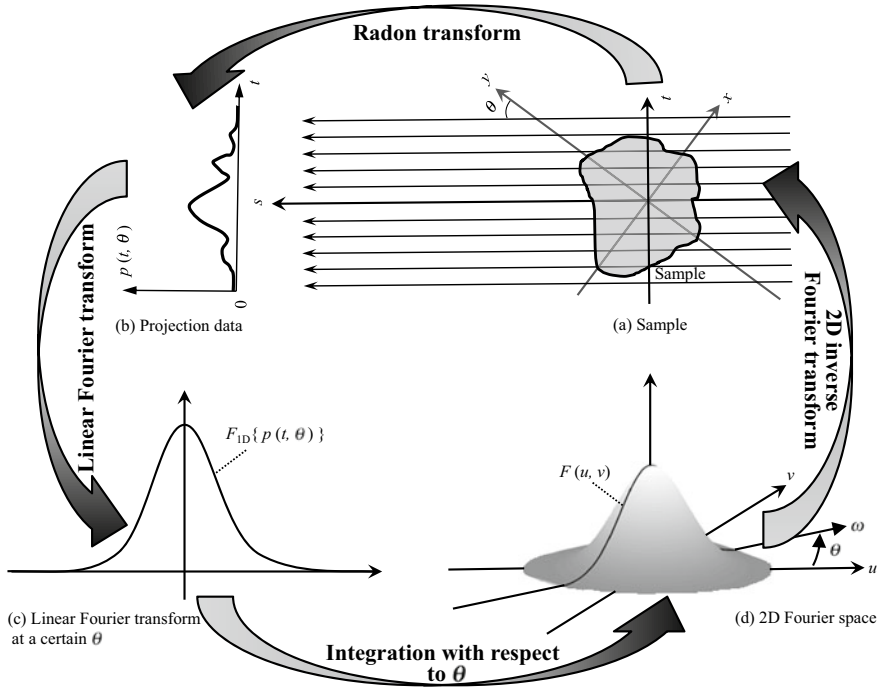 Radon transform
t
y
θ
t
x
s
p (t, θ)
0
Sample
(b) Projection data
(a) Sample
Linear Fourier transform
2D inverse
Fourier transform
F1D{ p (t, θ) }
F (u, v)
v
ω
θ
u
(c) Linear Fourier transform
at a certain θ
(d) 2D Fourier space
Integration with respect
to θ